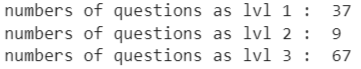 numbers of questions as lvl 1 :  37
numbers of questions as lvl 2 :  9
numbers of questions as lvl 3 :  67